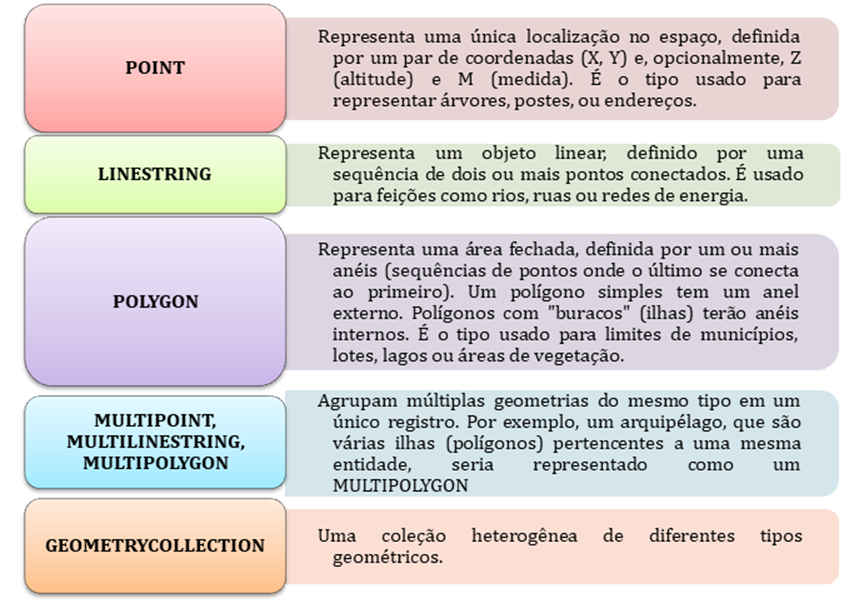 POINT
Representa uma única localização no espaço, definida
por um par de coordenadas (X, Y) e, opcionalmente, Z
(altitude) e M (medida). É o tipo usado para
representar árvores, postes, ou endereços.
LINESTRING
Representa um objeto linear, definido por uma
sequência de dois ou mais pontos conectados. É usado
para feições como rios, ruas ou redes de energia.
POLYGON
Representa uma área fechada, definida por um ou mais
anéis (sequências de pontos onde o último se conecta
ao primeiro). Um polígono simples tem um anel
externo. Polígonos com "buracos" (ilhas) terão anéis
internos. É o tipo usado para limites de municípios,
lotes, lagos ou áreas de vegetação.
MULTIPOINT,
MULTILINESTRING,
MULTIPOLYGON
Agrupam múltiplas geometrias do mesmo tipo em um
único registro. Por exemplo, um arquipélago, que são
várias ilhas (polígonos) pertencentes a uma mesma
entidade, seria representado como um
MULTIPOLYGON
GEOMETRYCOLLECTION
Uma coleção heterogênea de diferentes tipos
geométricos.